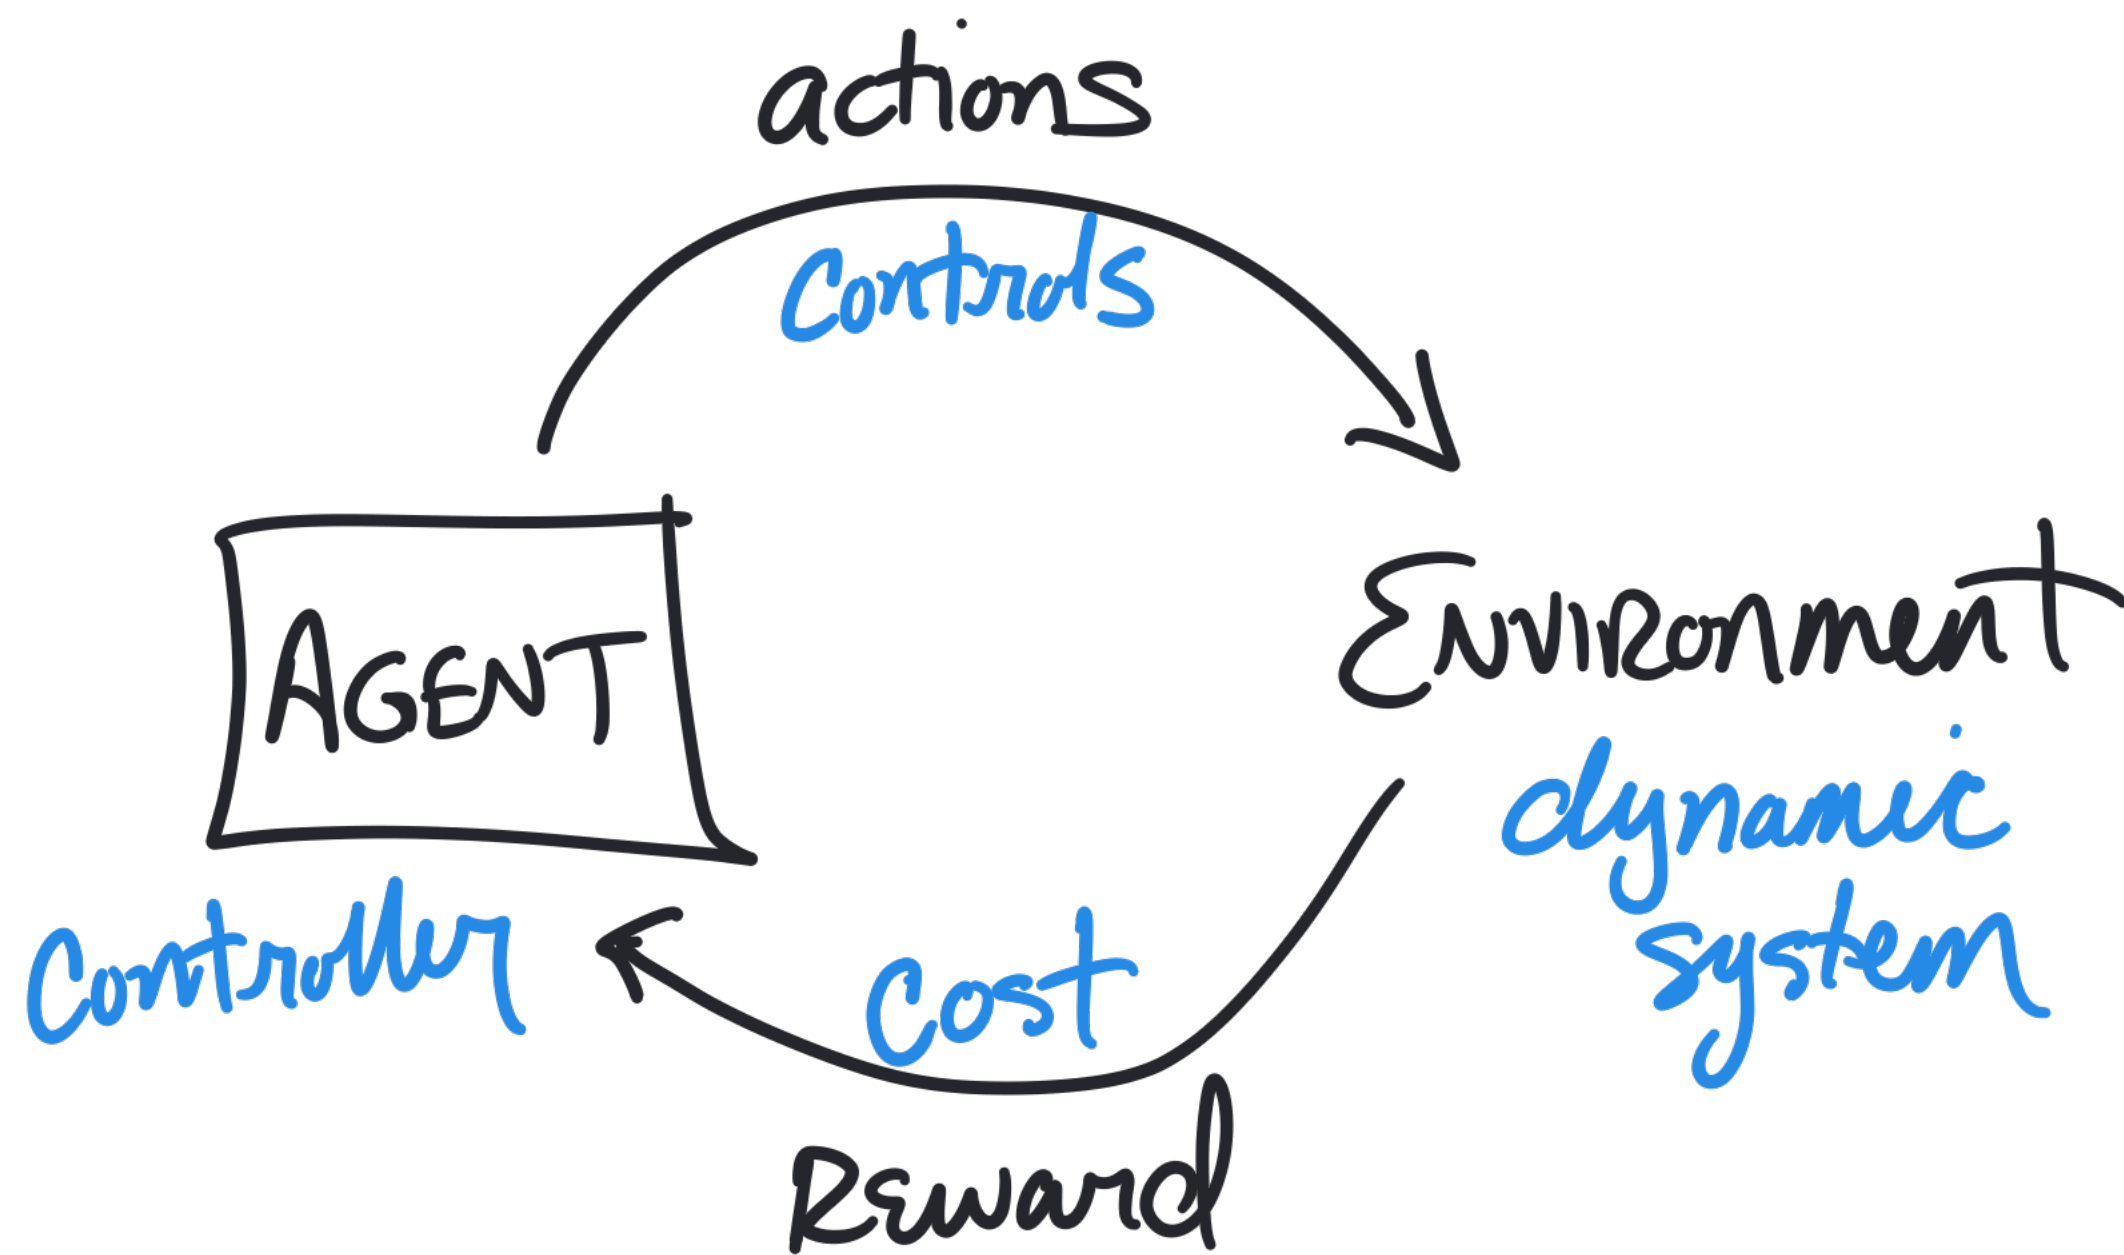 actions
Controls
AGENT
Controller
Environment
dynamic
system
Cost
Reward